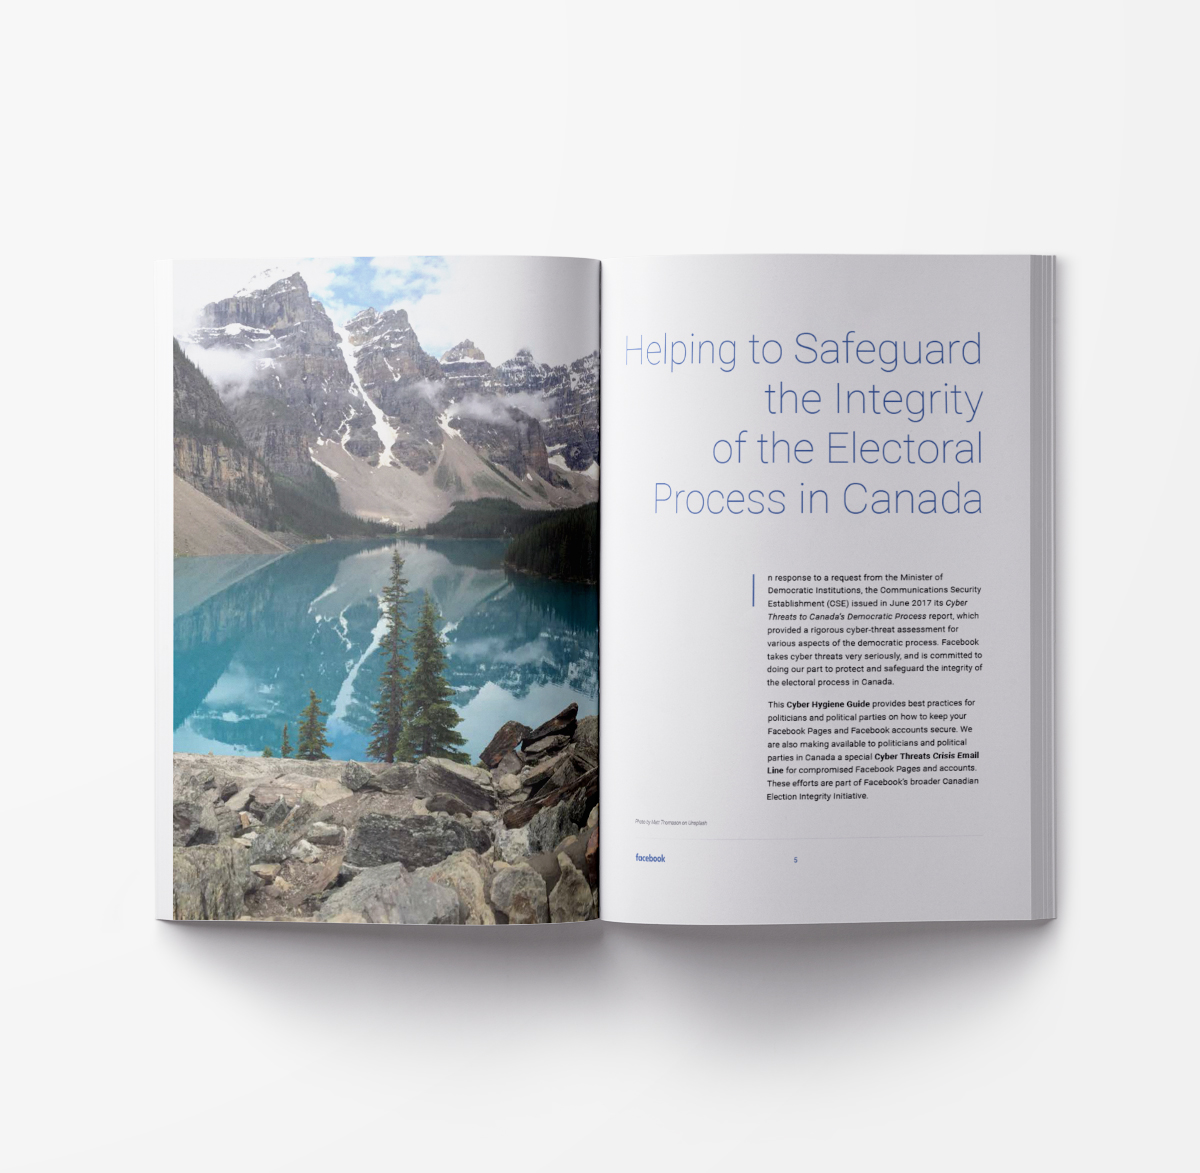 Helping to Safeguard
the Integrity
of the Electoral
Process in Canada
In response to a request from the Minister of
Democratic Institutions, the Communications Security
Establishment (CSE) issued in June 2017 its Cyber
Threats to Canada's Democratic Process report, which
provided a rigorous cyber-threat assessment for
various aspects of the democratic process. Facebook
takes cyber threats very seriously, and is committed to
doing our part to protect and safeguard the integrity of
the electoral process in Canada.
This Cyber Hygiene Guide provides best practices for
politicians and political parties on how to keep your
Facebook Pages and Facebook accounts secure. We
are also making available to politicians and political
parties in Canada a special Cyber Threats Crisis Email
Line for compromised Facebook Pages and accounts.
These efforts are part of Facebook's broader Canadian
Election Integrity Initiative.
Photo by Matt Thompson on Unsplash
facebook
5